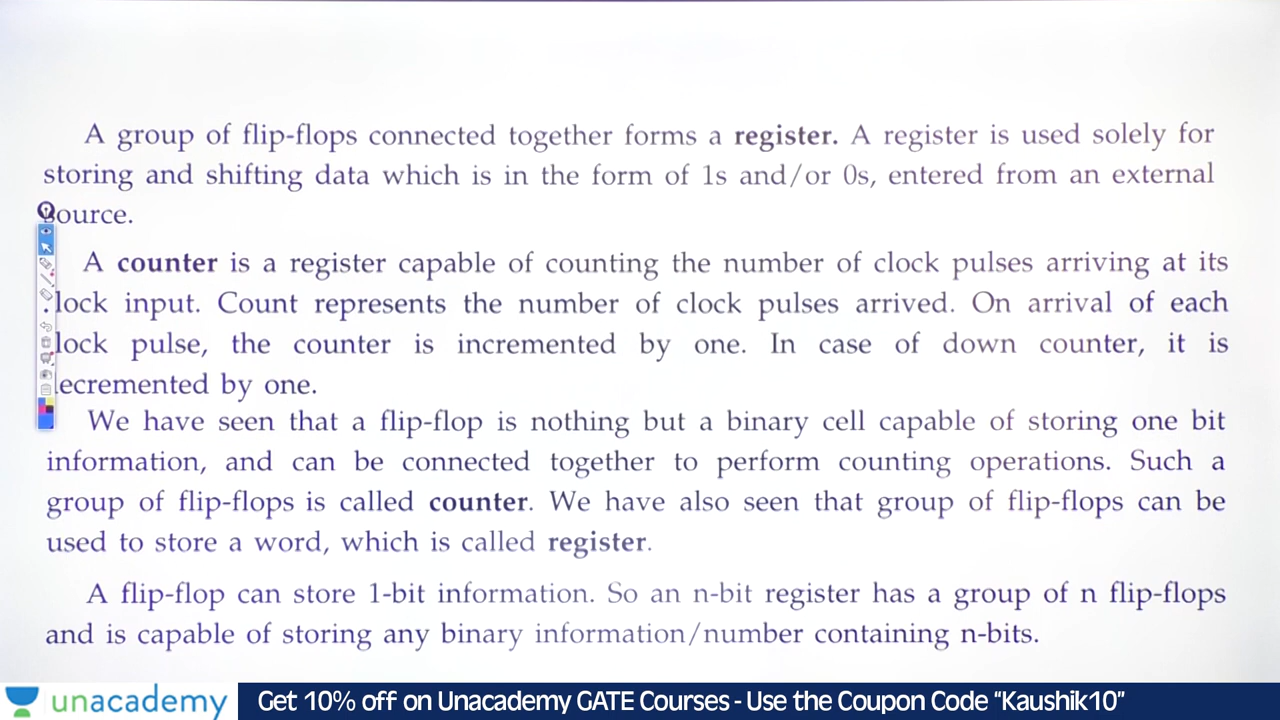 A group of flip-flops connected together forms a register. A register is used solely for
storing and shifting data which is in the form of 1s and/or 0s, entered from an external
source.
A counter is a register capable of counting the number of clock pulses arriving at its
clock input. Count represents the number of clock pulses arrived. On arrival of each
clock pulse, the counter is incremented by one. In case of down counter, it is
decremented by one.
We have seen that a flip-flop is nothing but a binary cell capable of storing one bit
information, and can be connected together to perform counting operations. Such a
group of flip-flops is called counter. We have also seen that group of flip-flops can be
used to store a word, which is called register.
A flip-flop can store 1-bit information. So an n-bit register has a group of n flip-flops
and is capable of storing any binary information/number containing n-bits.
unacademy
Get 10% off on Unacademy GATE Courses - Use the Coupon Code "Kaushik10"